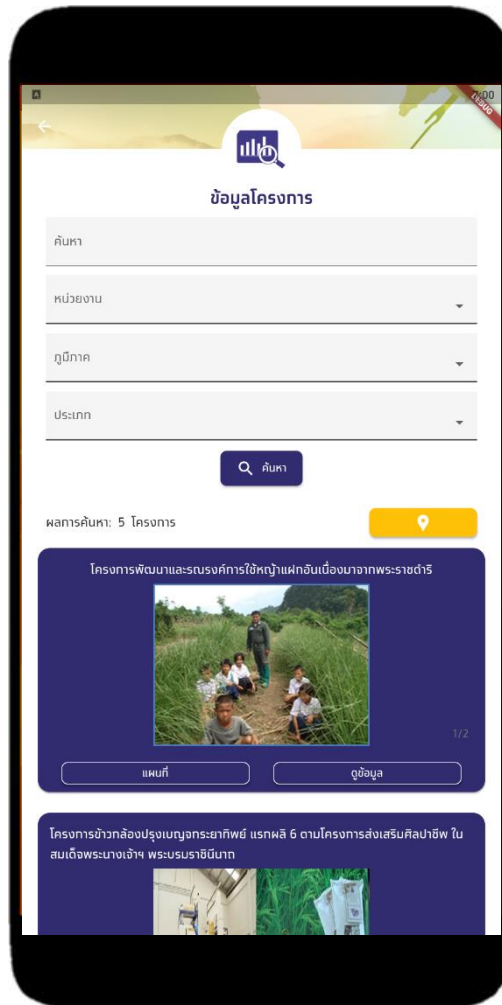 7:00
DEBUG
ข้อมูลโครงการ
ค้นหา
หน่วยงาน
ภูมิภาค
ประเภท
ค้นหา
ผลการค้นหา: 5 โครงการ
โครงการพัฒนาและรณรงค์การใช้หญ้าแฝกอันเนื่องมาจากพระราชดำริ
1/2
แผนที่
ดูข้อมูล
โครงการข้าวกล้องปรุงเบญจกระยาทิพย์ แรกผลิ 6 ตามโครงการส่งเสริมศิลปาชีพ ใน
สมเด็จพระนางเจ้าฯ พระบรมราชินีนาถ